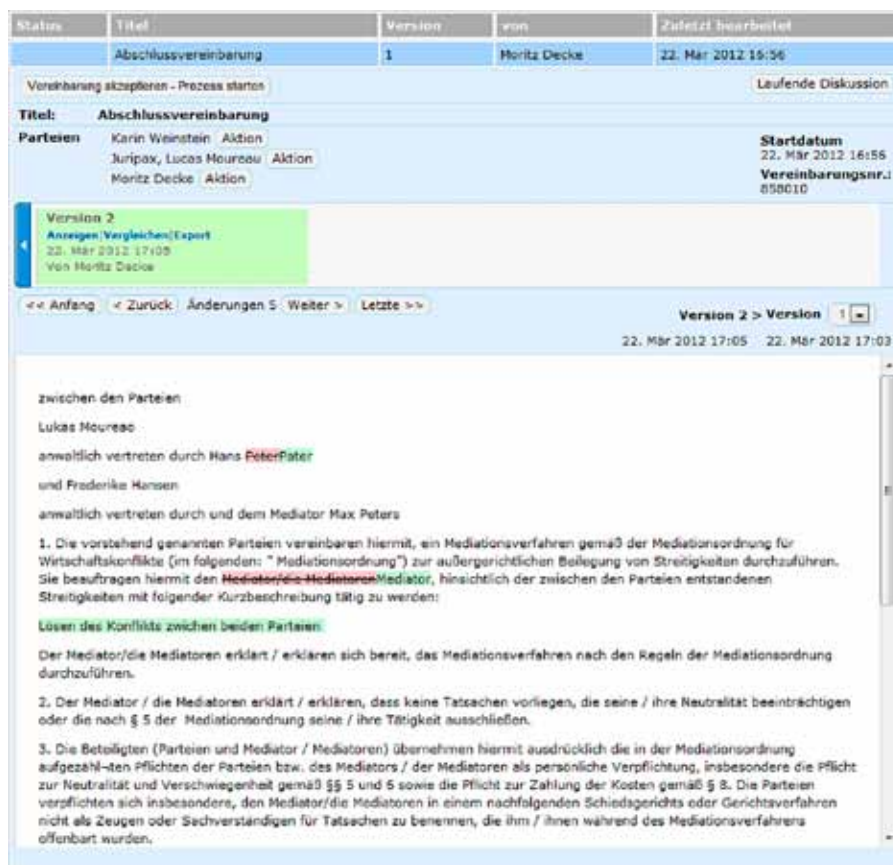 Status Titel Version von Zuletzt bearbeitet
Abschlussvereinbarung 1 Moritz Decke 22. Mär 2012 16:56
Vereinbarung akzeptieren - Prozess starten Laufende Diskussion
Titel: Abschlussvereinbarung
Parteien Karin Weinstein Aktion
Juripax, Lucas Moureau Aktion
Moritz Decke Aktion
Startdatum
22. Mär 2012 16:56
Vereinbarungsnr.:
858010
Version 2
Anzeigen|Vergleichen|Export
22. Mär 2012 17:05
Von Moritz Decke
<< Anfang < Zurück Änderungen 5 Weiter > Letzte >>
Version 2 > Version 1
22. Mär 2012 17:05 22. Mär 2012 17:03
zwischen den Parteien
Lukas Moureao
anwaltlich vertreten durch Hans PeterPater
und Frederike Hansen
anwaltlich vertreten durch und dem Mediator Max Peters
1. Die vorstehend genannten Parteien vereinbaren hiermit, ein Mediationsverfahren gemäß der Mediationsordnung für
Wirtschaftskonflikte (im folgenden: " Mediationsordnung") zur außergerichtlichen Beilegung von Streitigkeiten durchzuführen.
Sie beauftragen hiermit den Mediator/die MediatorenMediator, hinsichtlich der zwischen den Parteien entstandenen
Streitigkeiten mit folgender Kurzbeschreibung tätig zu werden:
Lösen des Konflikts zwichen beiden Parteien
Der Mediator/die Mediatoren erklärt / erklären sich bereit, das Mediationsverfahren nach den Regeln der Mediationsordnung
durchzuführen.
2. Der Mediator / die Mediatoren erklärt / erklären, dass keine Tatsachen vorliegen, die seine / ihre Neutralität beeinträchtigen
oder die nach § 5 der Mediationsordnung seine / ihre Tätigkeit ausschließen.
3. Die Beteiligten (Parteien und Mediator / Mediatoren) übernehmen hiermit ausdrücklich die in der Mediationsordnung
aufgezähl-ten Pflichten der Parteien bzw. des Mediators / der Mediatoren als persönliche Verpflichtung, insbesondere die Pflicht
zur Neutralität und Verschwiegenheit gemäß §§ 5 und 6 sowie die Pflicht zur Zahlung der Kosten gemäß § 8. Die Parteien
verpflichten sich insbesondere, den Mediator/die Mediatoren in einem nachfolgenden Schiedsgerichts oder Gerichtsverfahren
nicht als Zeugen oder Sachverständigen für Tatsachen zu benennen, die ihm / ihnen während des Mediationsverfahrens
offenbart wurden.